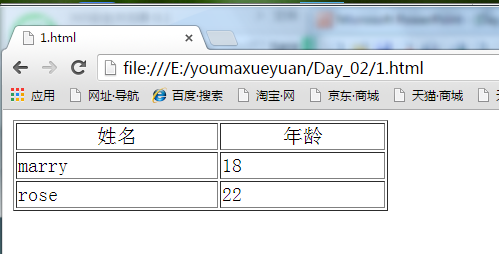 1.html
file:///E:/youmaxueyuan/Day_02/1.html
应用 网址·导航 百度·搜索 淘宝·网 京东·商城 天猫·商城
姓名 年龄
marry 18
rose 22